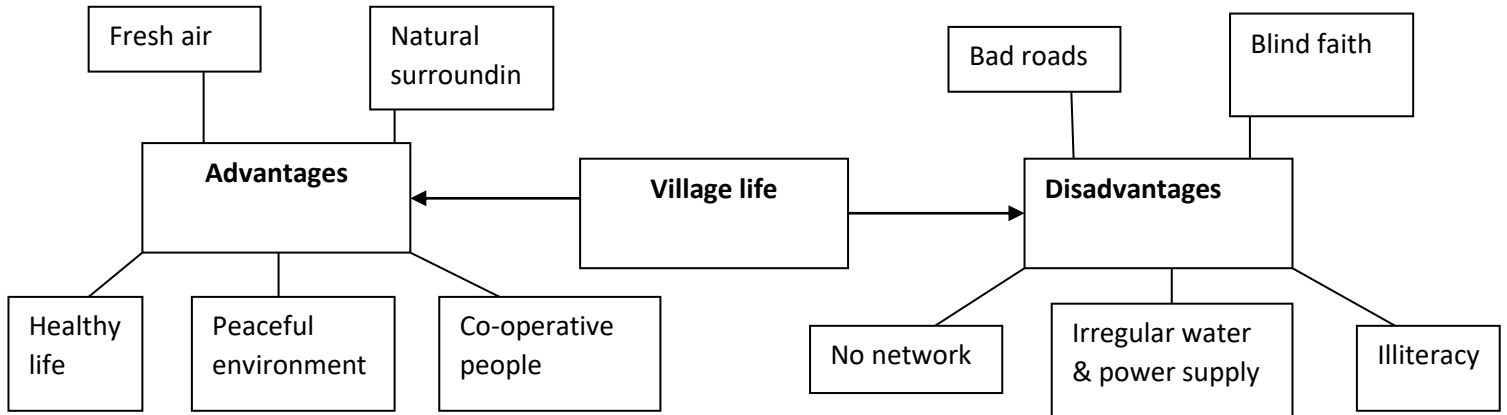 Fresh air
Natural
surroundin
Bad roads
Blind faith
Advantages
Village life
Disadvantages
Healthy
life
Peaceful
environment
Co-operative
people
No network
Irregular water
& power supply
Illiteracy